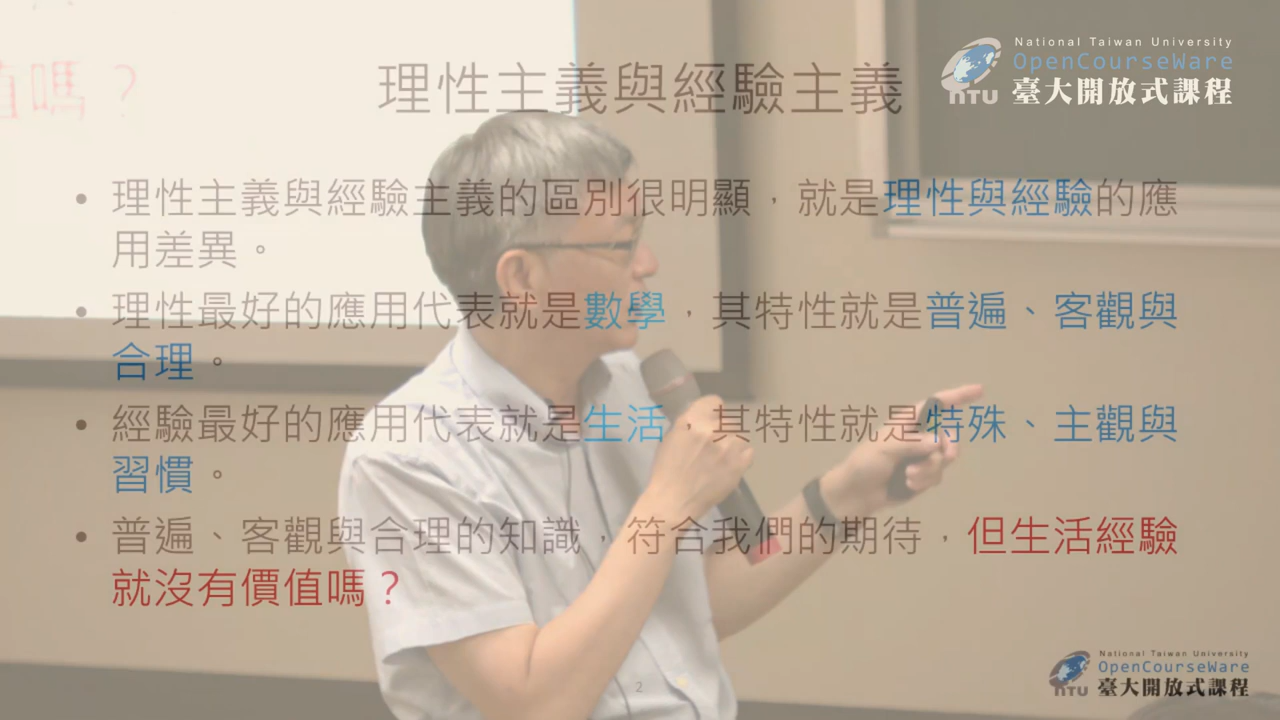 National Taiwan University
OpenCourseWare
NTU 臺大開放式課程
值嗎？
理性主義與經驗主義
• 理性主義與經驗主義的區別很明顯，就是理性與經驗的應
用差異。
• 理性最好的應用代表就是數學，其特性就是普遍、客觀與
合理。
• 經驗最好的應用代表就是生活，其特性就是特殊、主觀與
習慣。
• 普遍、客觀與合理的知識，符合我們的期待，但生活經驗
就沒有價值嗎？
2
National Taiwan University
OpenCourseWare
NTU 臺大開放式課程